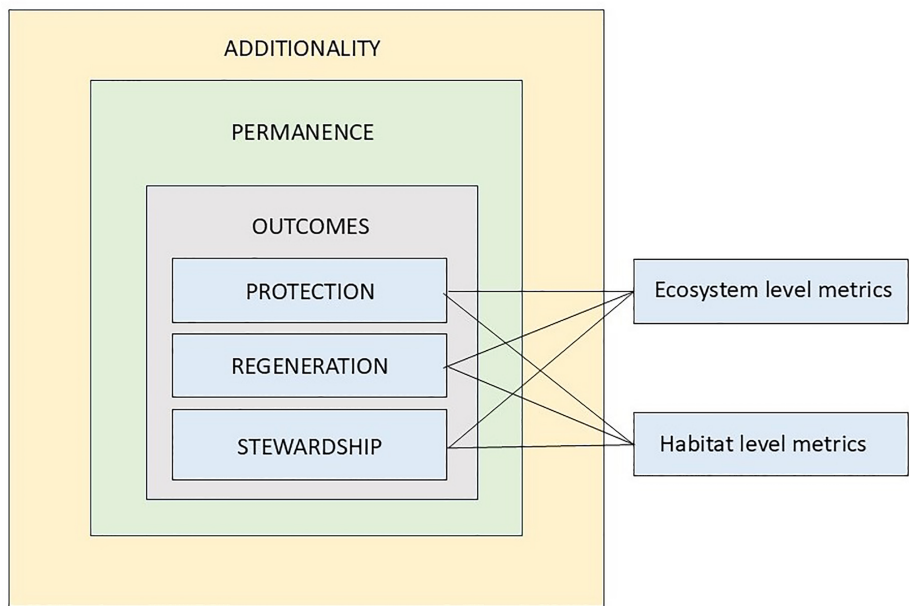 ADDITIONALITY
PERMANENCE
OUTCOMES
PROTECTION
REGENERATION
STEWARDSHIP
Ecosystem level metrics
Habitat level metrics